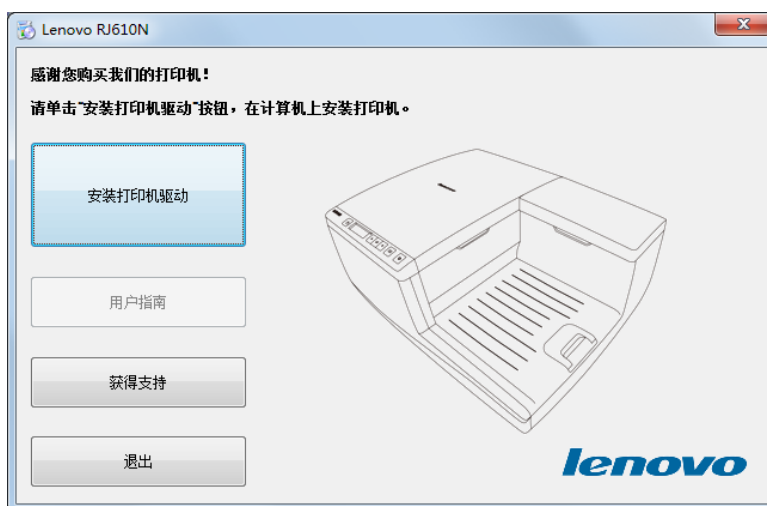 Lenovo RJ610N
感谢您购买我们的打印机！
请单击“安装打印机驱动”按钮，在计算机上安装打印机。
安装打印机驱动
用户指南
获得支持
退出
lenovo